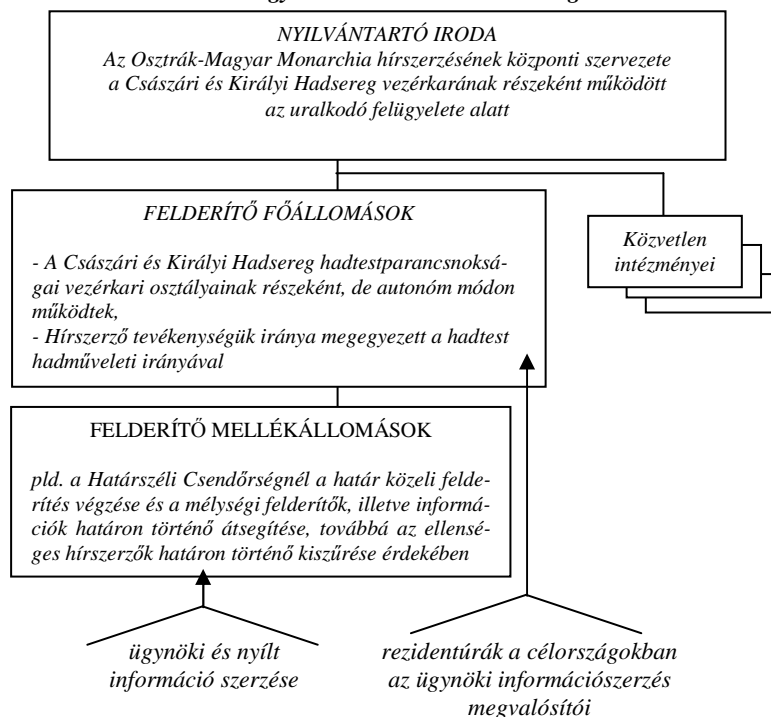 NYILVÁNTARTÓ IRODA
Az Osztrák-Magyar Monarchia hírszerzésének központi szervezete
a Császári és Királyi Hadsereg vezérkarának részeként működött
az uralkodó felügyelete alatt
FELDERÍTŐ FŐÁLLOMÁSOK
- A Császári és Királyi Hadsereg hadtestparancsnoksá-
gai vezérkari osztályainak részeként, de autonóm módon
működtek,
- Hírszerző tevékenységük iránya megegyezett a hadtest
hadműveleti irányával
Közvetlen
intézményei
FELDERÍTŐ MELLÉKÁLLOMÁSOK
pld. a Határszéli Csendőrségnél a határ közeli felde-
rítés végzése és a mélységi felderítők, illetve informá-
ciók határon történő átsegítése, továbbá az ellensé-
ges hírszerzők határon történő kiszűrése érdekében
ügynöki és nyílt
információ szerzése
rezidentúrák a célországokban
az ügynöki információszerzés
megvalósítói